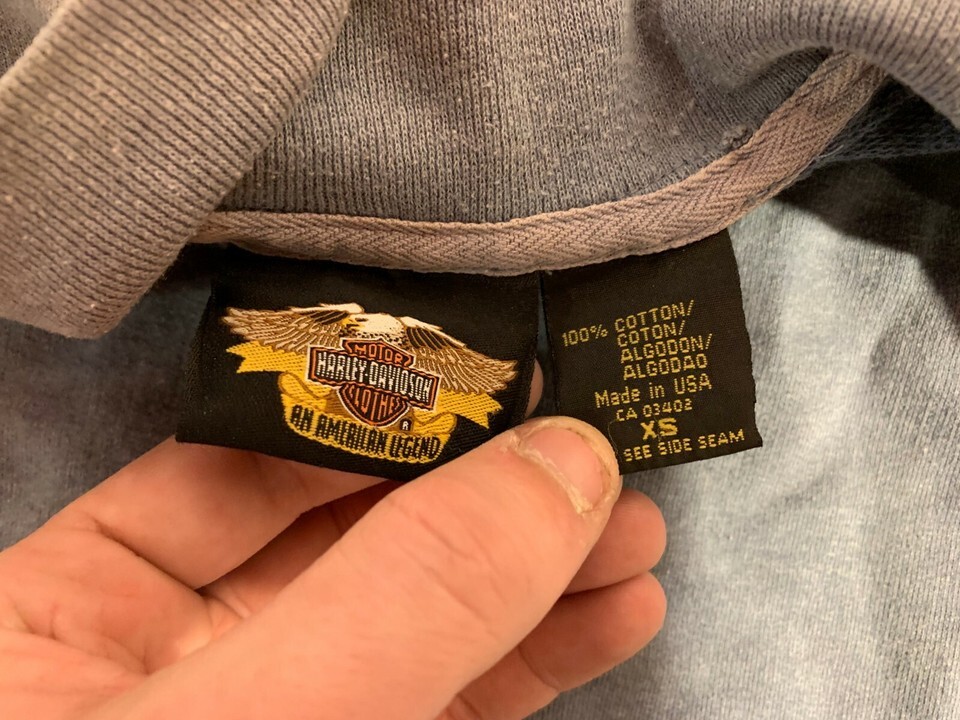 MOTOR
HARLEY-DAVIDSON
CLOTHES
®
AN AMERICAN LEGEND
100% COTTON/
COTON/
ALGODON/
ALGODAO
Made in USA
CA 03402
XS
SEE SIDE SEAM